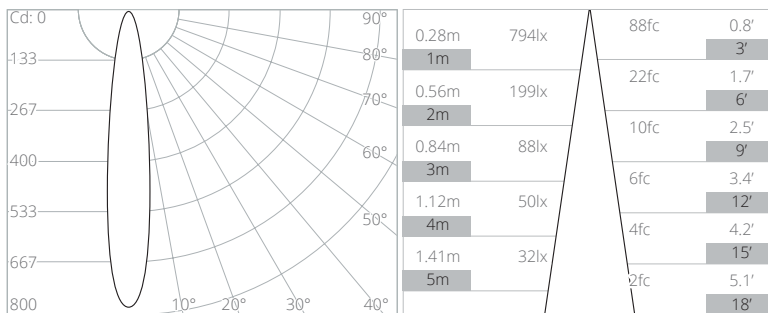 Cd: 0
133
267
400
533
667
800
90°
80°
70°
60°
50°
10° 20° 30° 40°
0.28m 794lx
1m
0.56m 199lx
2m
0.84m 88lx
3m
1.12m 50lx
4m
1.41m 32lx
5m
88fc 0.8'
3'
22fc 1.7'
6'
10fc 2.5'
9'
6fc 3.4'
12'
4fc 4.2'
15'
2fc 5.1'
18'